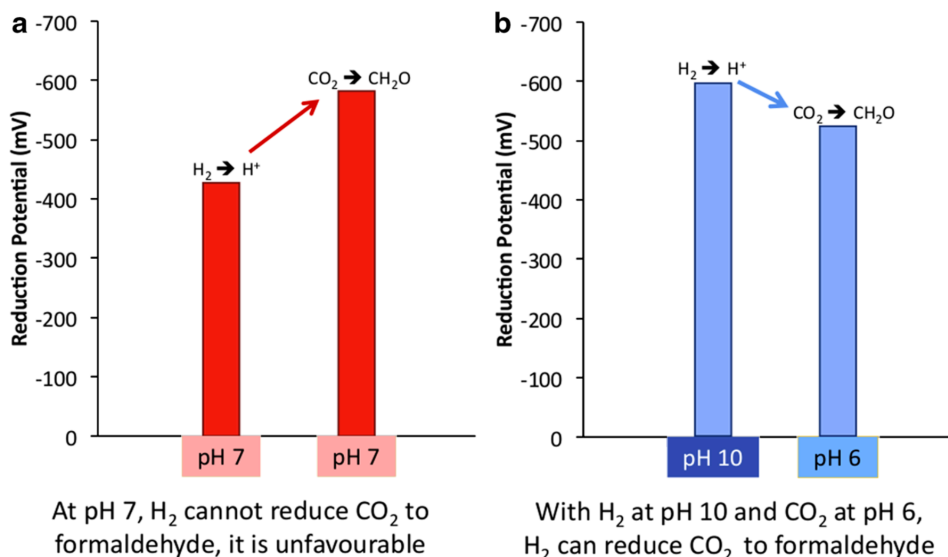 a
-700
-600
-500
-400
-300
-200
-100
0
Reduction Potential (mV)
CO₂ ➔ CH₂O
H₂ ➔ H⁺
pH 7
pH 7
At pH 7, H₂ cannot reduce CO₂ to
formaldehyde, it is unfavourable
b
-700
-600
-500
-400
-300
-200
-100
0
Reduction Potential (mV)
H₂ ➔ H⁺
CO₂ ➔ CH₂O
pH 10
pH 6
With H₂ at pH 10 and CO₂ at pH 6,
H₂ can reduce CO₂ to formaldehyde